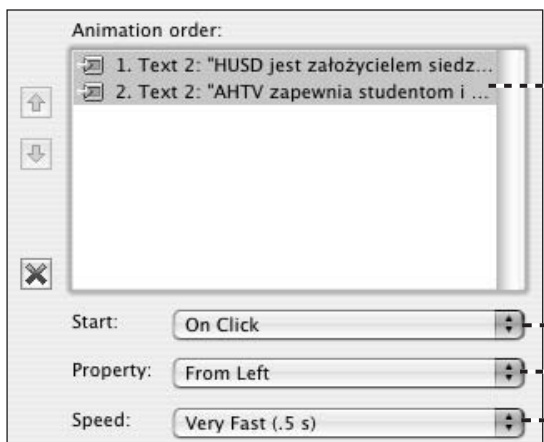 Animation order:
1. Text 2: "HUSD jest założycielem siedz...
2. Text 2: "AHTV zapewnia studentom i ...
Start: On Click
Property: From Left
Speed: Very Fast (.5 s)